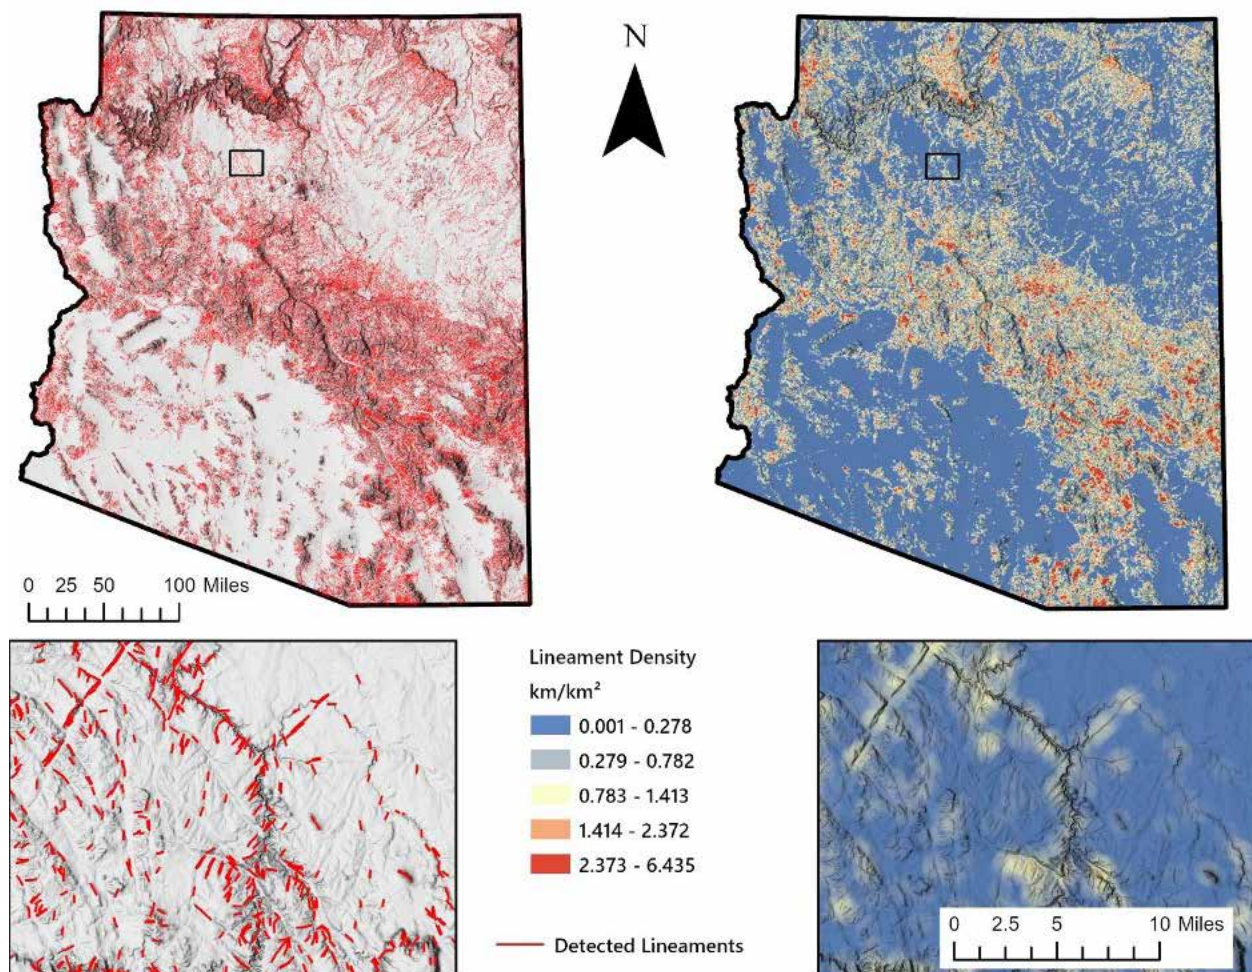 N
0 25 50 100 Miles
Lineament Density
km/km²
0.001 - 0.278
0.279 - 0.782
0.783 - 1.413
1.414 - 2.372
2.373 - 6.435
Detected Lineaments
0 2.5 5 10 Miles